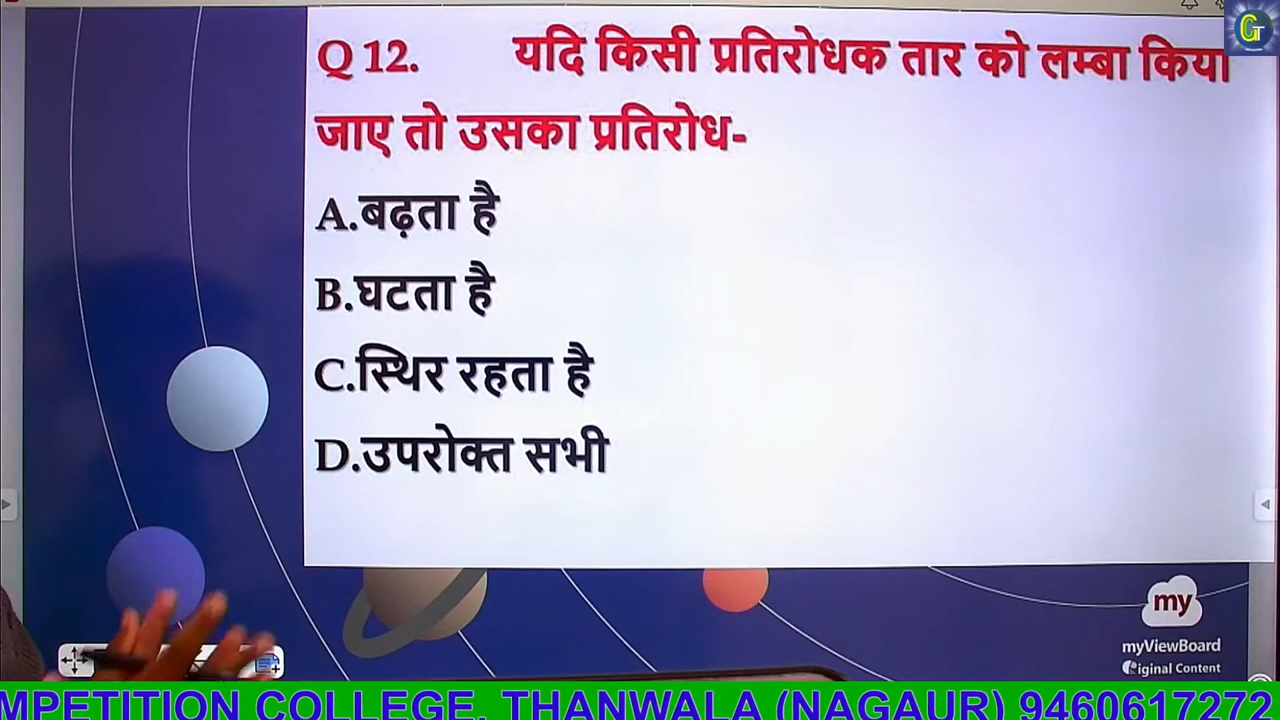 Q 12. यदि किसी प्रतिरोधक तार को लम्बा किया
जाए तो उसका प्रतिरोध-
A.बढ़ता है
B.घटता है
C.स्थिर रहता है
D.उपरोक्त सभी
my
myViewBoard
iginal Content
MPETITION COLLEGE, THANWALA (NAGAUR) 9460617272